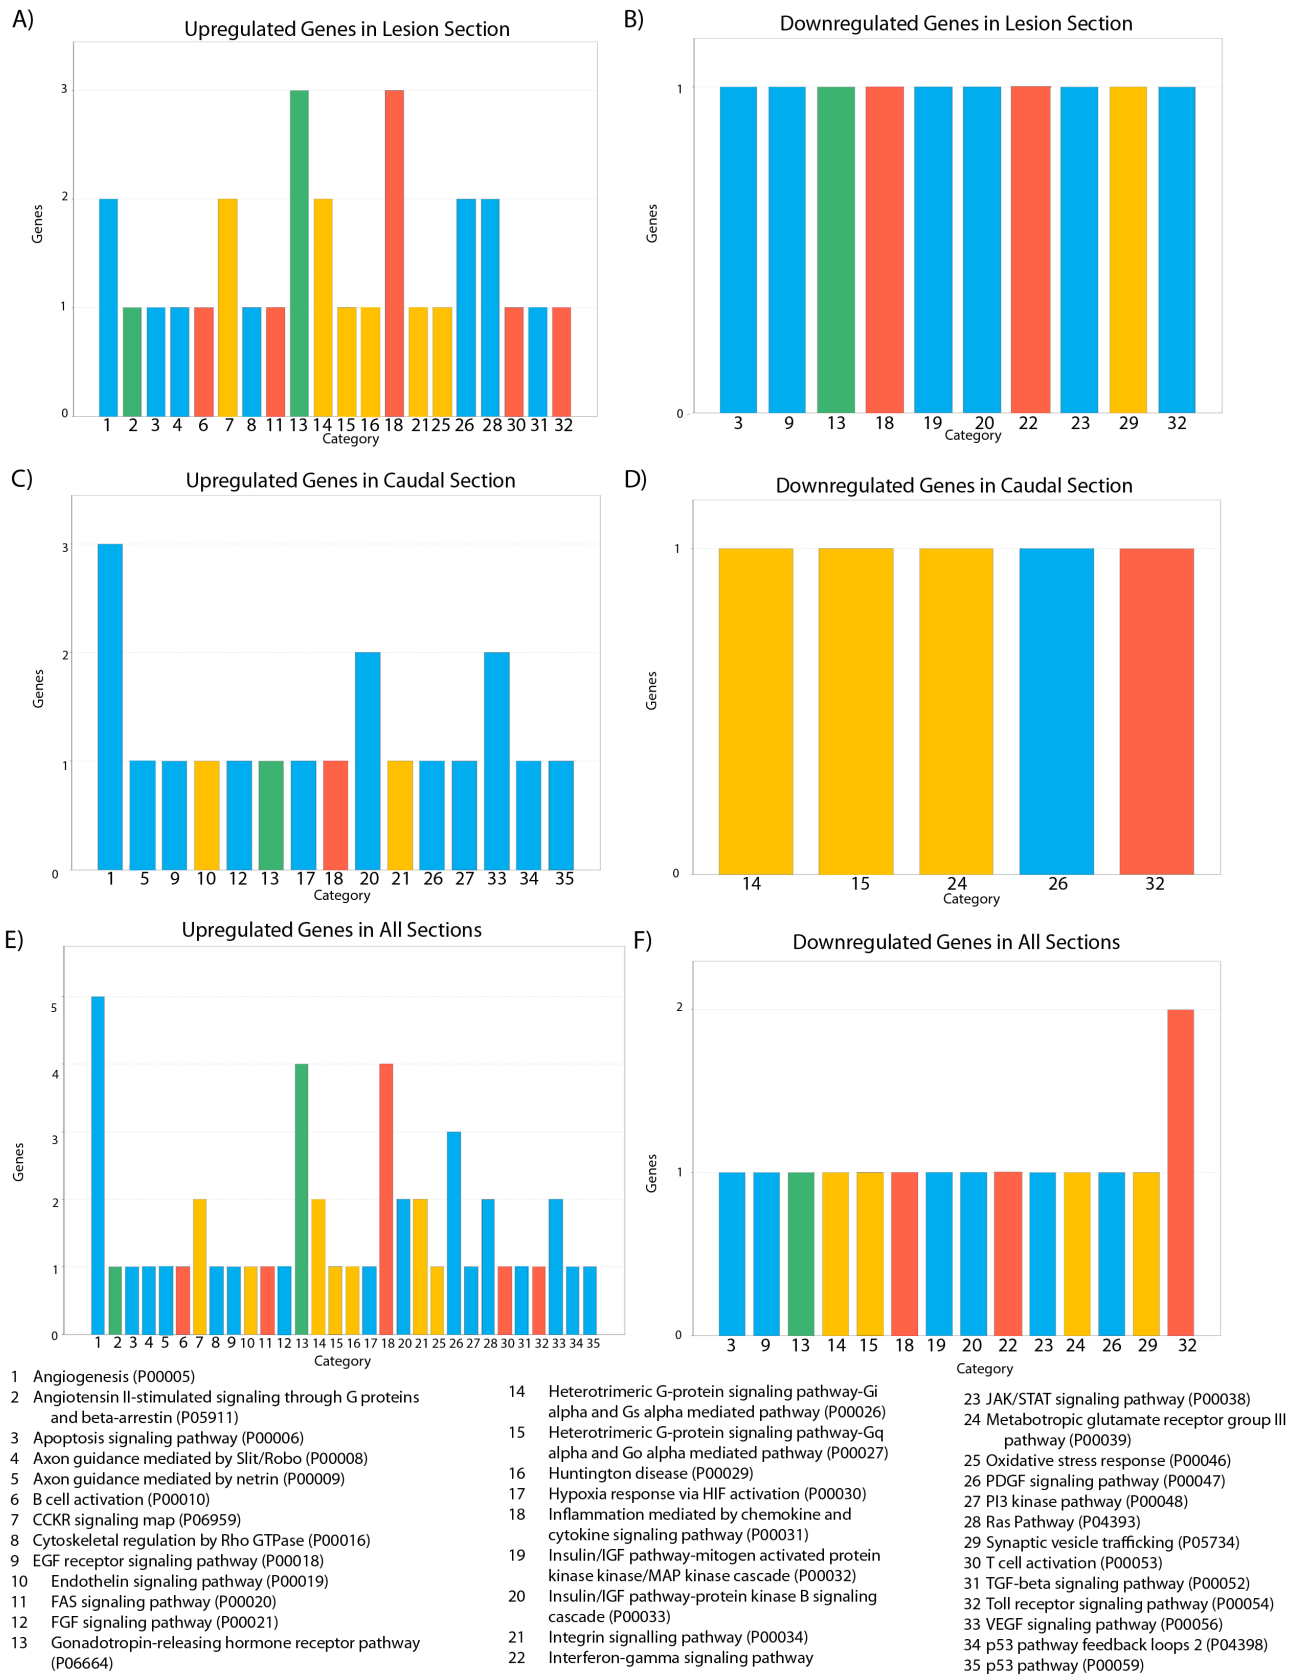 A)
Upregulated Genes in Lesion Section
3
2
1
0
Genes
1 2 3 4 6 7 8 11 13 14 15 16 18 21 25 26 28 30 31 32
Category
B)
Downregulated Genes in Lesion Section
1
0
Genes
3 9 13 18 19 20 22 23 29 32
Category
C)
Upregulated Genes in Caudal Section
3
2
1
0
Genes
1 5 9 10 12 13 17 18 20 21 26 27 33 34 35
Category
D)
Downregulated Genes in Caudal Section
1
0
Genes
14 15 24 26 32
Category
E)
Upregulated Genes in All Sections
5
4
3
2
1
0
Genes
1 2 3 4 5 6 7 8 9 10 11 12 13 14 15 16 17 18 20 21 25 26 27 28 30 31 32 33 34 35
Category
F)
Downregulated Genes in All Sections
2
1
0
Genes
3 9 13 14 15 18 19 20 22 23 24 26 29 32
Category
1 Angiogenesis (P00005)
2 Angiotensin II-stimulated signaling through G proteins
and beta-arrestin (P05911)
3 Apoptosis signaling pathway (P00006)
4 Axon guidance mediated by Slit/Robo (P00008)
5 Axon guidance mediated by netrin (P00009)
6 B cell activation (P00010)
7 CCKR signaling map (P06959)
8 Cytoskeletal regulation by Rho GTPase (P00016)
9 EGF receptor signaling pathway (P00018)
10 Endothelin signaling pathway (P00019)
11 FAS signaling pathway (P00020)
12 FGF signaling pathway (P00021)
13 Gonadotropin-releasing hormone receptor pathway
(P06664)
14 Heterotrimeric G-protein signaling pathway-Gi
alpha and Gs alpha mediated pathway (P00026)
15 Heterotrimeric G-protein signaling pathway-Gq
alpha and Go alpha mediated pathway (P00027)
16 Huntington disease (P00029)
17 Hypoxia response via HIF activation (P00030)
18 Inflammation mediated by chemokine and
cytokine signaling pathway (P00031)
19 Insulin/IGF pathway-mitogen activated protein
kinase kinase/MAP kinase cascade (P00032)
20 Insulin/IGF pathway-protein kinase B signaling
cascade (P00033)
21 Integrin signalling pathway (P00034)
22 Interferon-gamma signaling pathway
23 JAK/STAT signaling pathway (P00038)
24 Metabotropic glutamate receptor group III
pathway (P00039)
25 Oxidative stress response (P00046)
26 PDGF signaling pathway (P00047)
27 PI3 kinase pathway (P00048)
28 Ras Pathway (P04393)
29 Synaptic vesicle trafficking (P05734)
30 T cell activation (P00053)
31 TGF-beta signaling pathway (P00052)
32 Toll receptor signaling pathway (P00054)
33 VEGF signaling pathway (P00056)
34 p53 pathway feedback loops 2 (P04398)
35 p53 pathway (P00059)